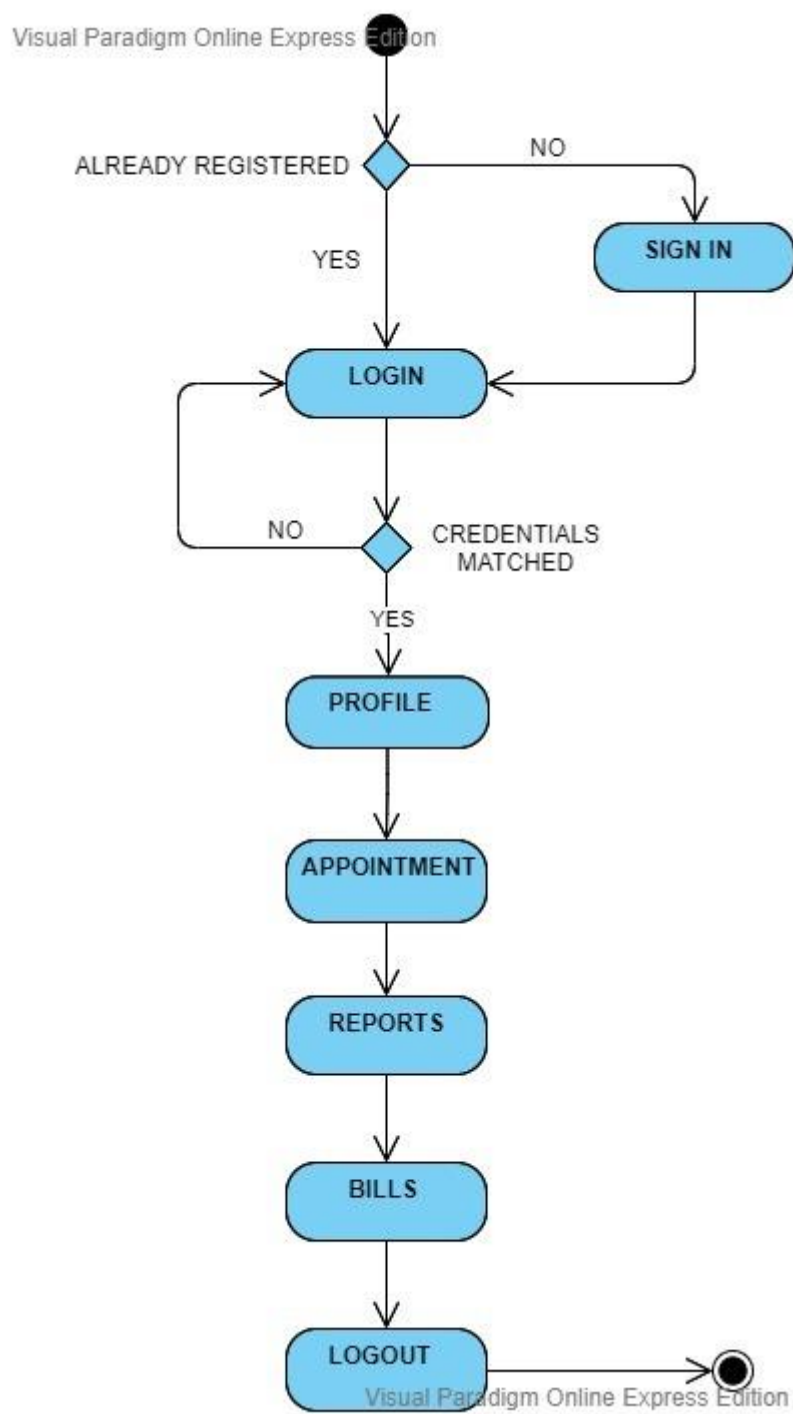 Visual Paradigm Online Express Edition
ALREADY REGISTERED
NO
SIGN IN
YES
LOGIN
NO
CREDENTIALS
MATCHED
YES
PROFILE
APPOINTMENT
REPORTS
BILLS
LOGOUT
Visual Paradigm Online Express Edition